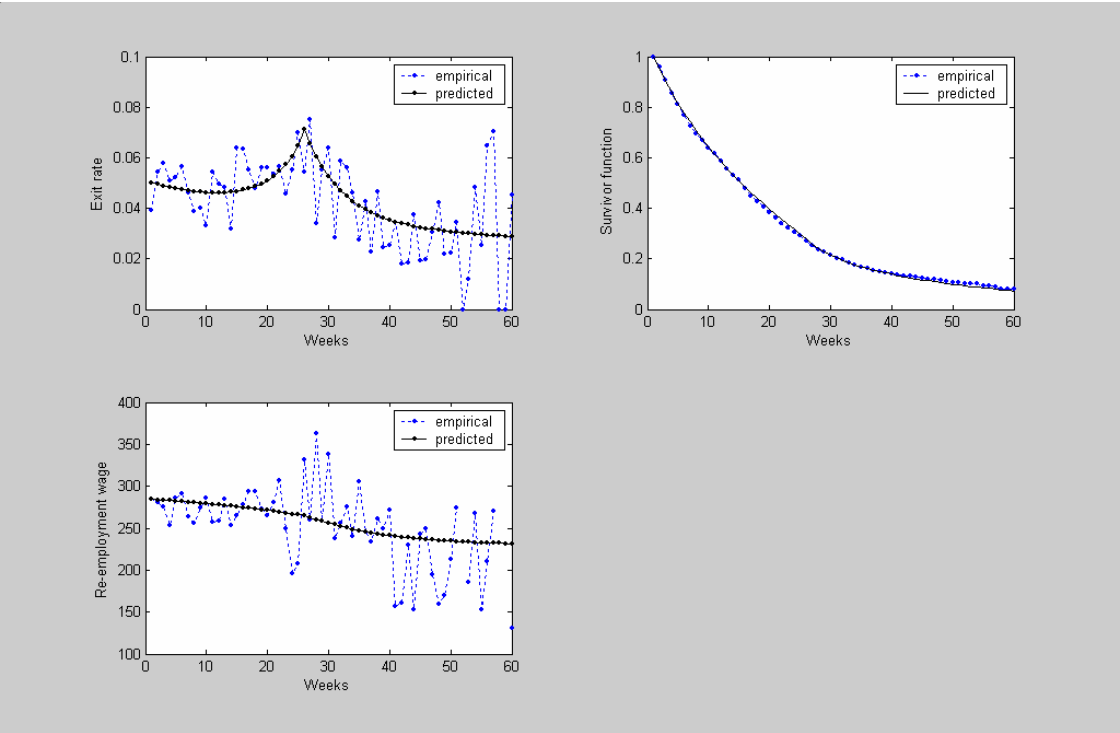 0.1
0.08
0.06
0.04
0.02
0
Exit rate
0 10 20 30 40 50 60
Weeks
empirical
predicted
1
0.8
0.6
0.4
0.2
0
Survivor function
0 10 20 30 40 50 60
Weeks
empirical
predicted
400
350
300
250
200
150
100
Re-employment wage
0 10 20 30 40 50 60
Weeks
empirical
predicted